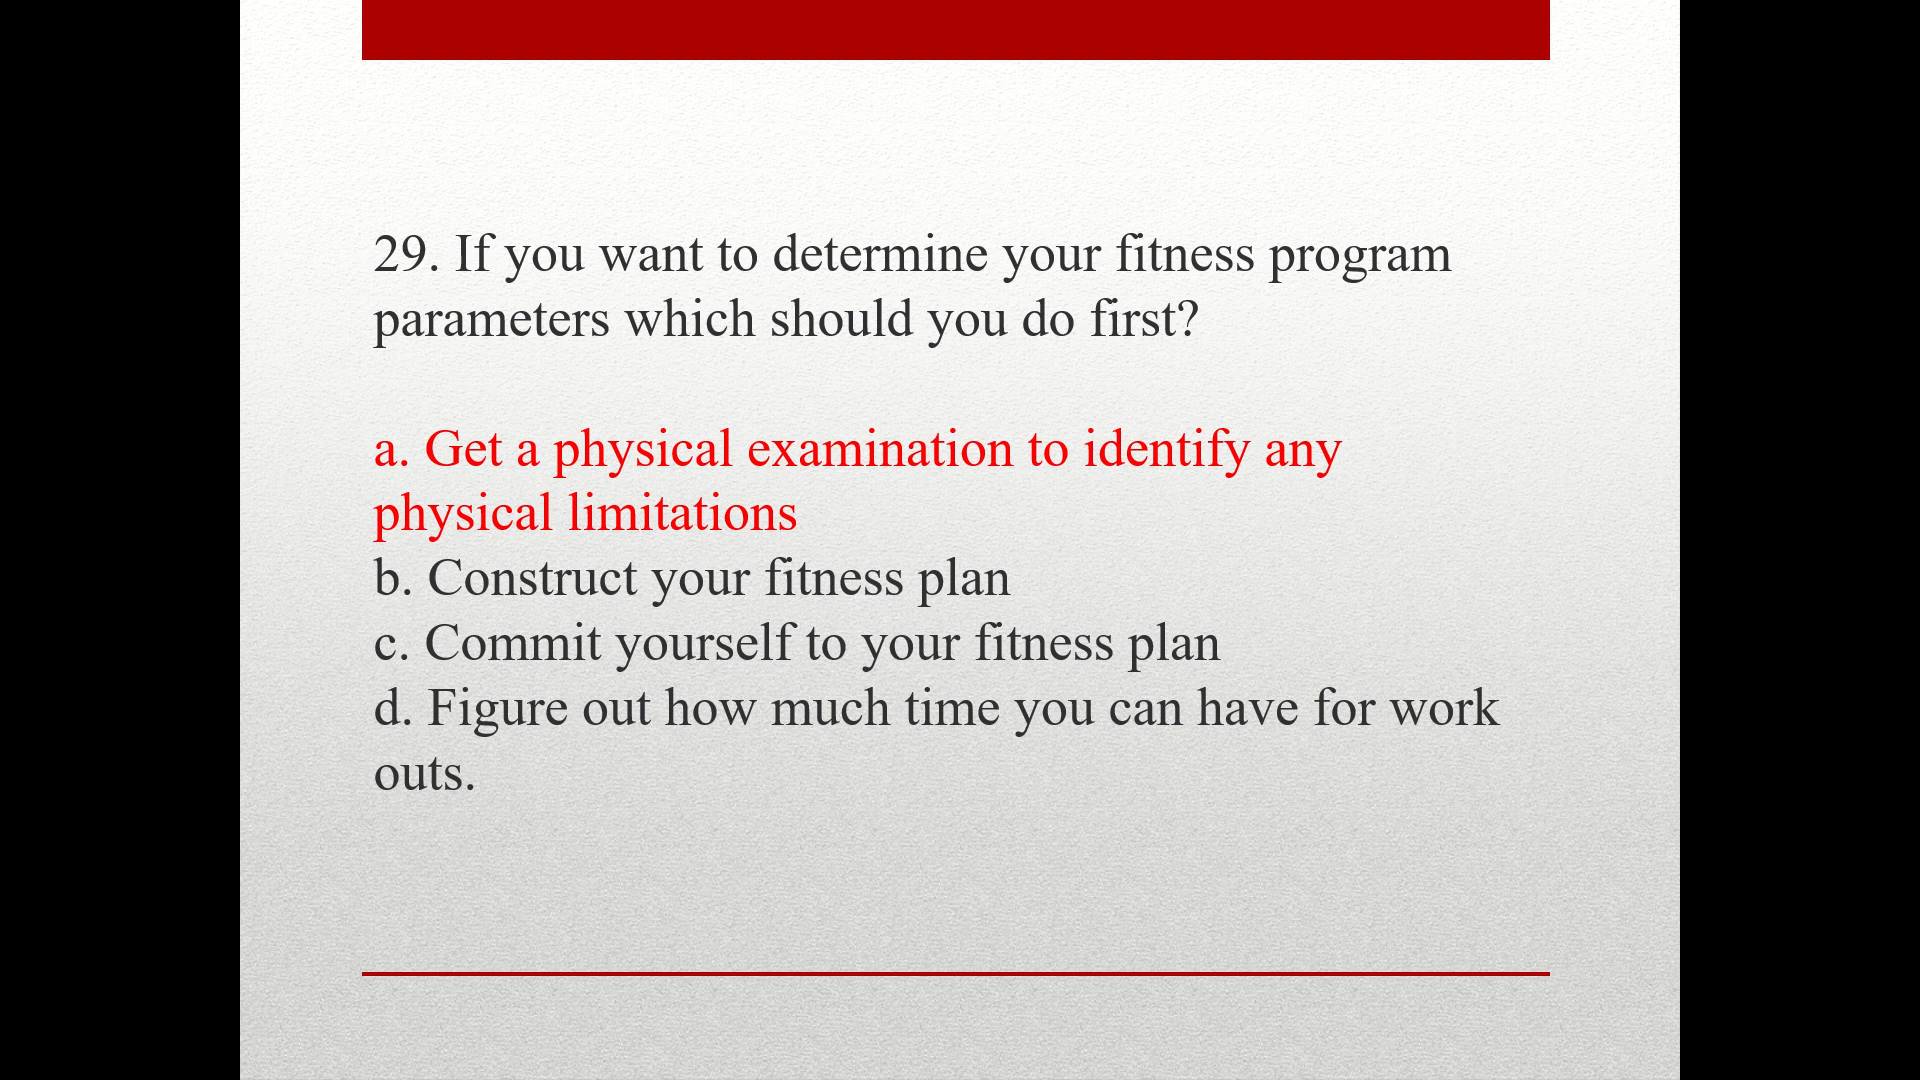 29. If you want to determine your fitness program
parameters which should you do first?
a. Get a physical examination to identify any
physical limitations
b. Construct your fitness plan
c. Commit yourself to your fitness plan
d. Figure out how much time you can have for work
outs.